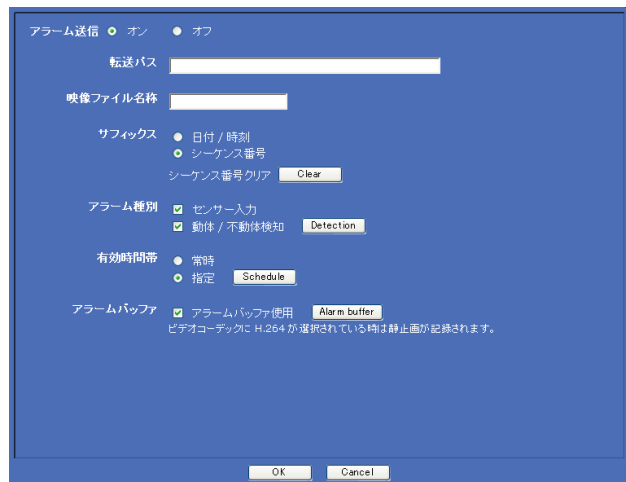 アラーム送信 オン オフ
転送パス
映像ファイル名称
サフィックス 日付 / 時刻
シーケンス番号
シーケンス番号クリア Clear
アラーム種別 センサー入力
動体 / 不動体検知 Detection
有効時間帯 常時
指定 Schedule
アラームバッファ アラームバッファ使用 Alarm buffer
ビデオコーデックに H.264 が選択されている時は静止画が記録されます。
OK Cancel